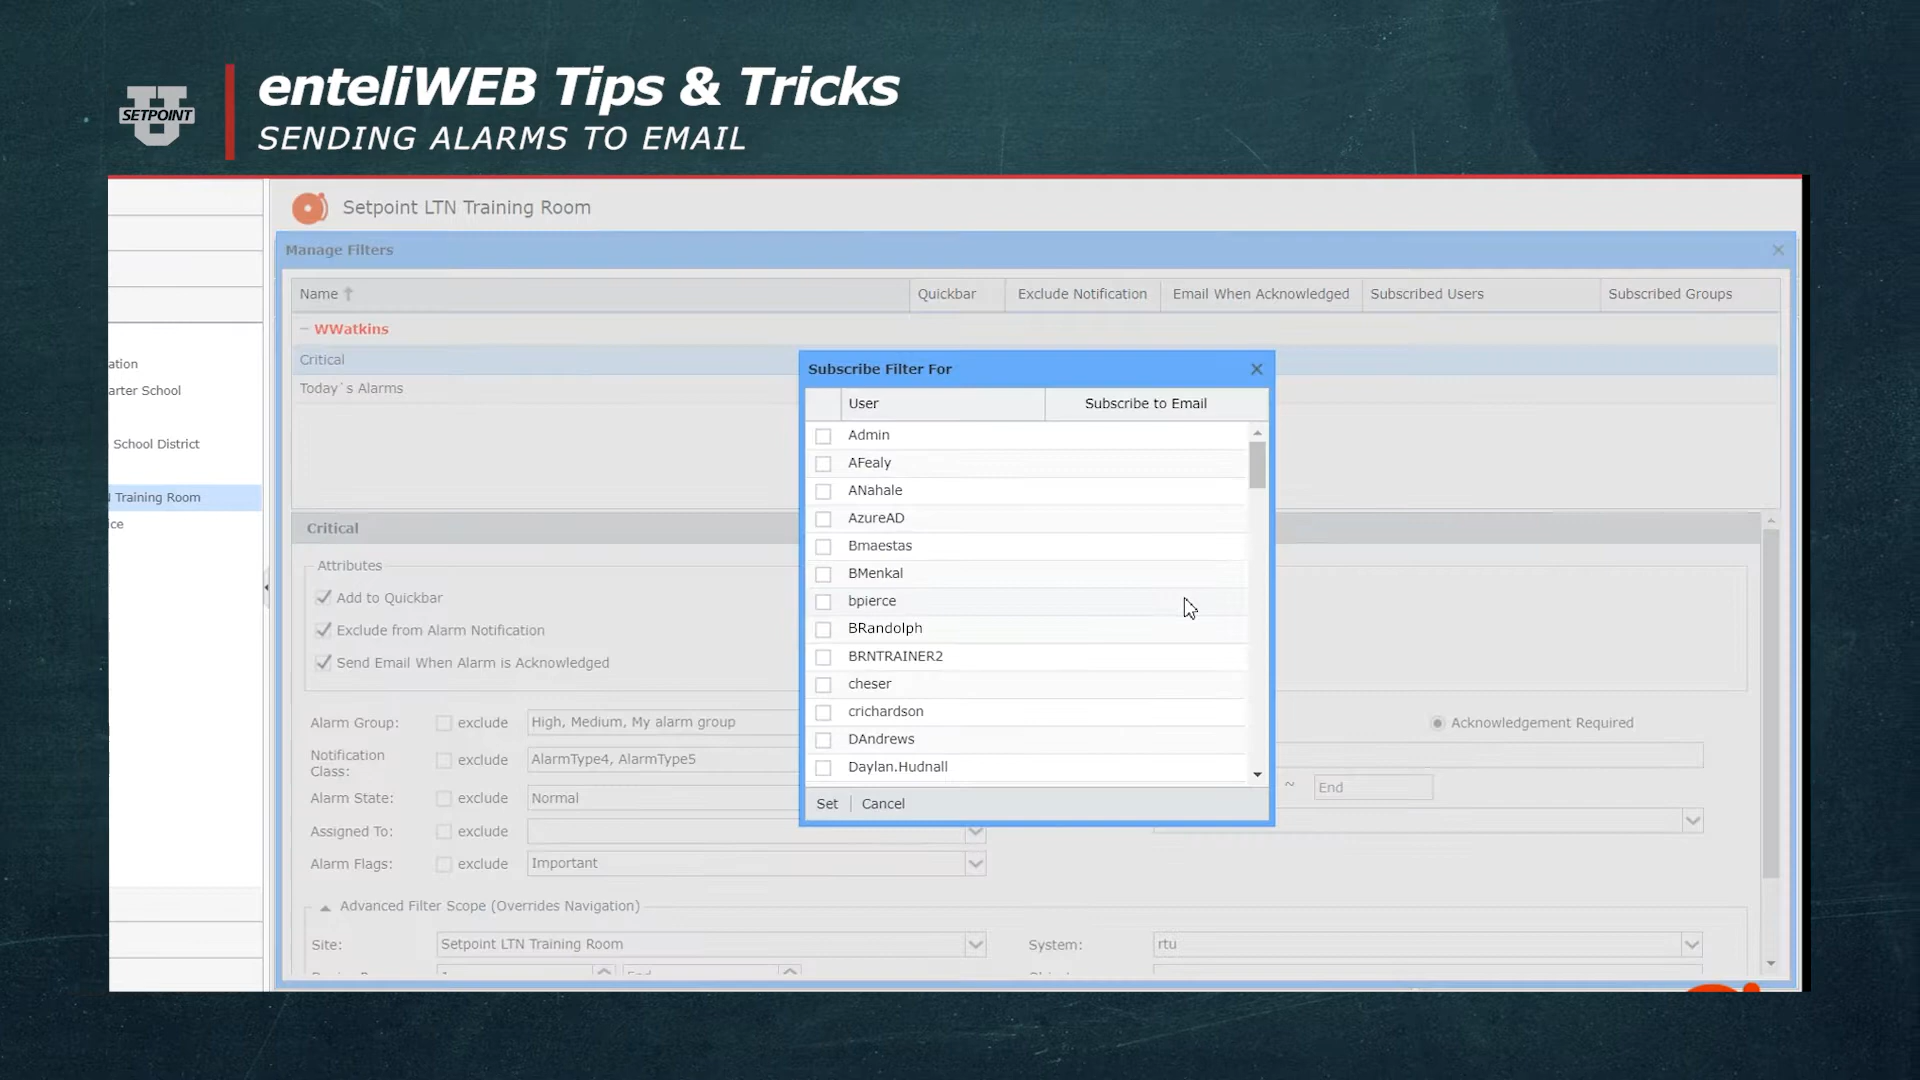 SETPOINT
enteliWEB Tips & Tricks
SENDING ALARMS TO EMAIL
Setpoint LTN Training Room
Manage Filters
Name Quickbar Exclude Notification Email When Acknowledged Subscribed Users Subscribed Groups
WWatkins
Critical
Today`s Alarms
ation
arter School
School District
Training Room
ice
Subscribe Filter For
User Subscribe to Email
Admin
AFealy
ANahale
AzureAD
Bmaestas
BMenkal
bpierce
BRandolph
BRNTRAINER2
cheser
crichardson
DAndrews
Daylan.Hudnall
Set Cancel
Critical
Attributes
Add to Quickbar
Exclude from Alarm Notification
Send Email When Alarm is Acknowledged
Alarm Group: exclude High, Medium, My alarm group Acknowledgement Required
Notification Class: exclude AlarmType4, AlarmType5
~ End
Alarm State: exclude Normal
Assigned To: exclude
Alarm Flags: exclude Important
Advanced Filter Scope (Overrides Navigation)
Site: Setpoint LTN Training Room System: rtu